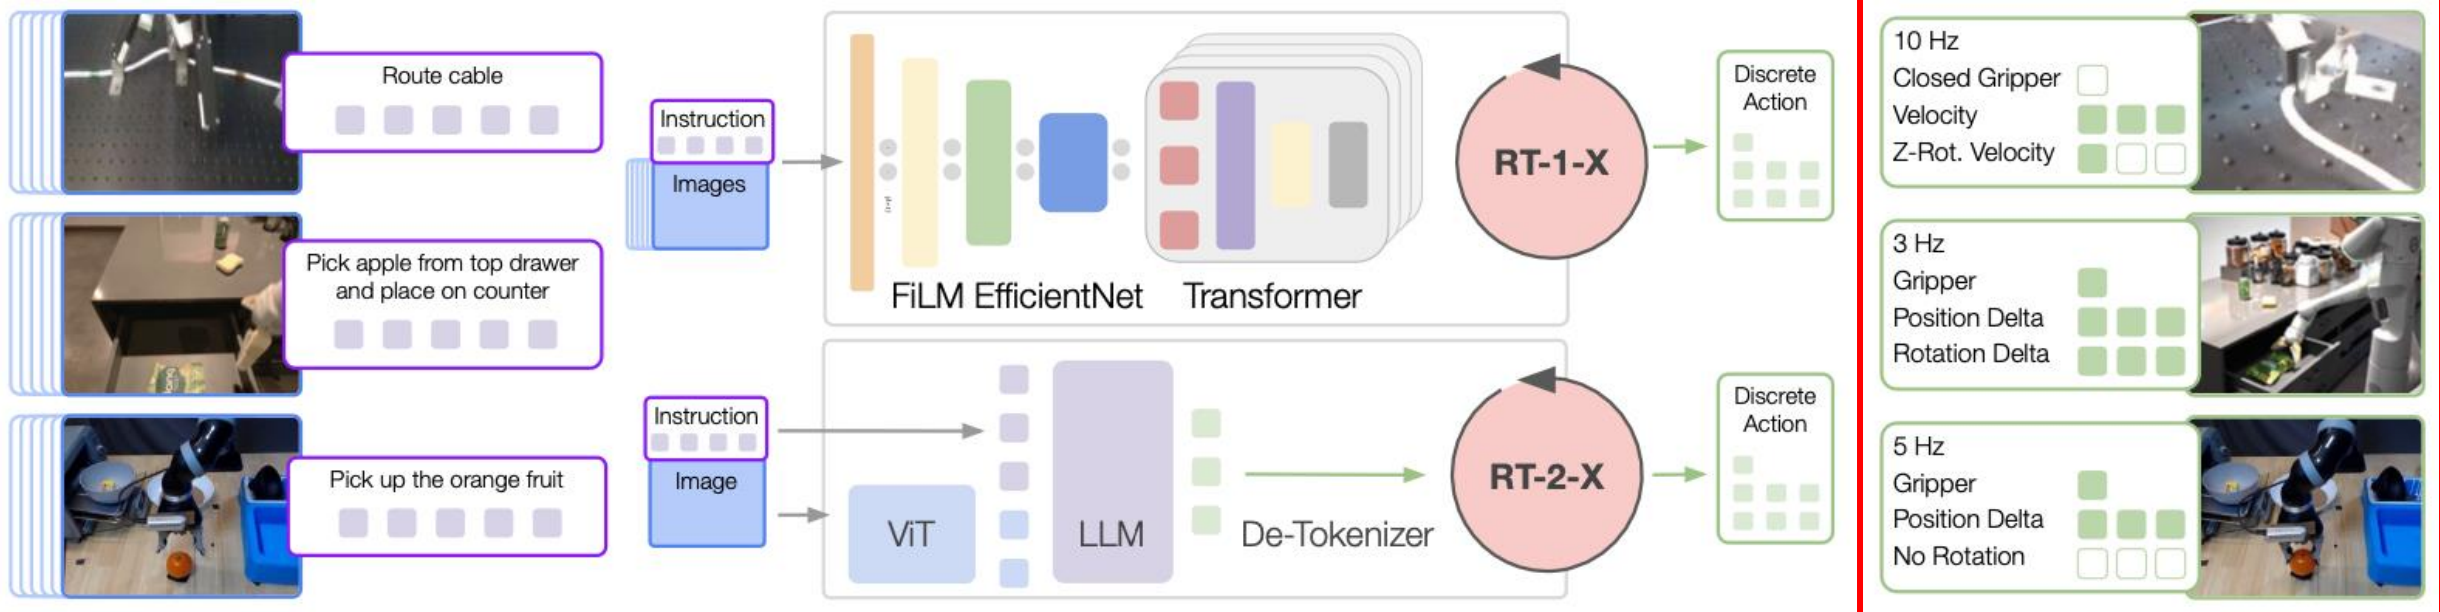 Route cable
Pick apple from top drawer
and place on counter
Pick up the orange fruit
Instruction
Images
FiLM EfficientNet
Transformer
RT-1-X
Discrete
Action
Instruction
Image
ViT
LLM
De-Tokenizer
RT-2-X
Discrete
Action
10 Hz
Closed Gripper
Velocity
Z-Rot. Velocity
3 Hz
Gripper
Position Delta
Rotation Delta
5 Hz
Gripper
Position Delta
No Rotation